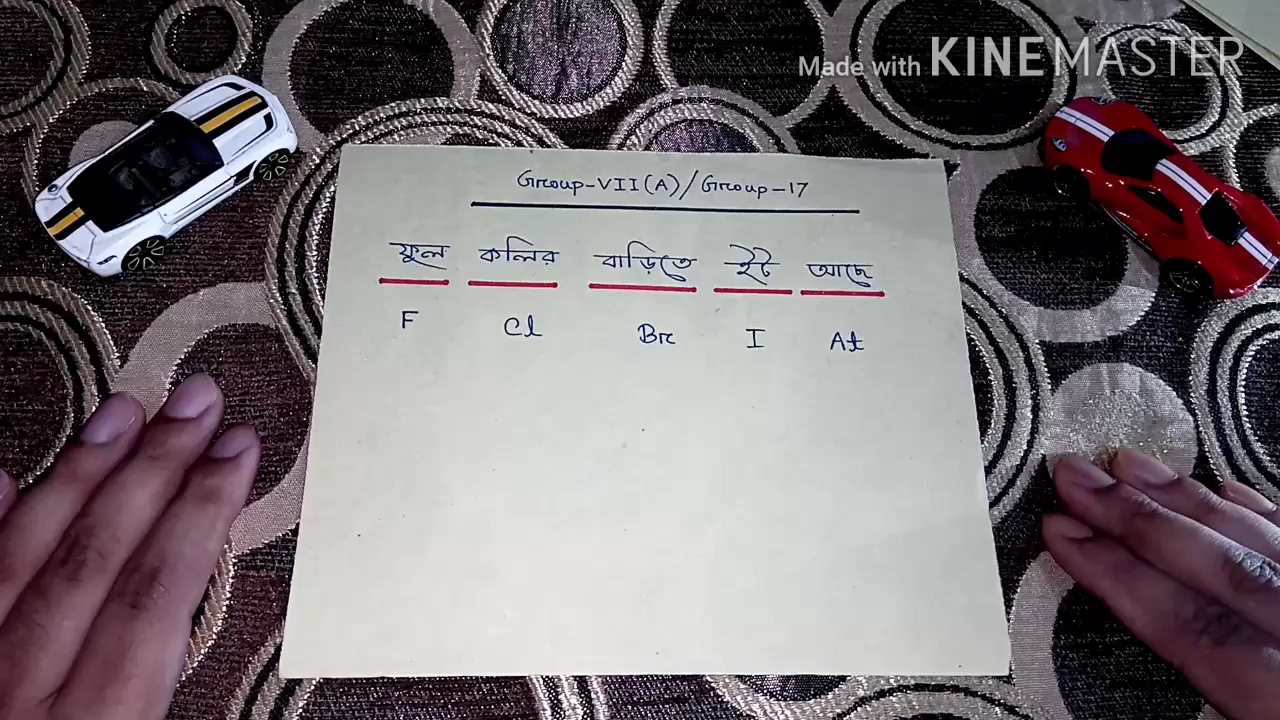 Made with KINEMASTER
Group-VII(A)/Group-17
ফুল কলির বাড়িতে ইট আছে
F Cl Br I At